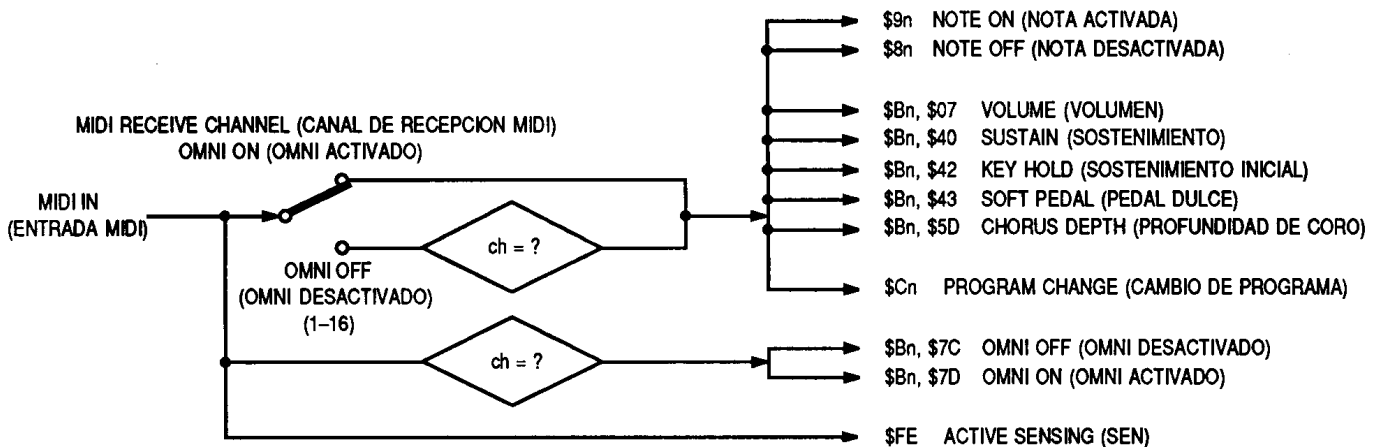 $9n NOTE ON (NOTA ACTIVADA)
$8n NOTE OFF (NOTA DESACTIVADA)
$Bn, $07 VOLUME (VOLUMEN)
$Bn, $40 SUSTAIN (SOSTENIMIENTO)
$Bn, $42 KEY HOLD (SOSTENIMIENTO INICIAL)
$Bn, $43 SOFT PEDAL (PEDAL DULCE)
$Bn, $5D CHORUS DEPTH (PROFUNDIDAD DE CORO)
$Cn PROGRAM CHANGE (CAMBIO DE PROGRAMA)
MIDI RECEIVE CHANNEL (CANAL DE RECEPCION MIDI)
OMNI ON (OMNI ACTIVADO)
MIDI IN
(ENTRADA MIDI)
ch = ?
OMNI OFF
(OMNI DESACTIVADO)
(1–16)
ch = ?
$Bn, $7C OMNI OFF (OMNI DESACTIVADO)
$Bn, $7D OMNI ON (OMNI ACTIVADO)
$FE ACTIVE SENSING (SEN)